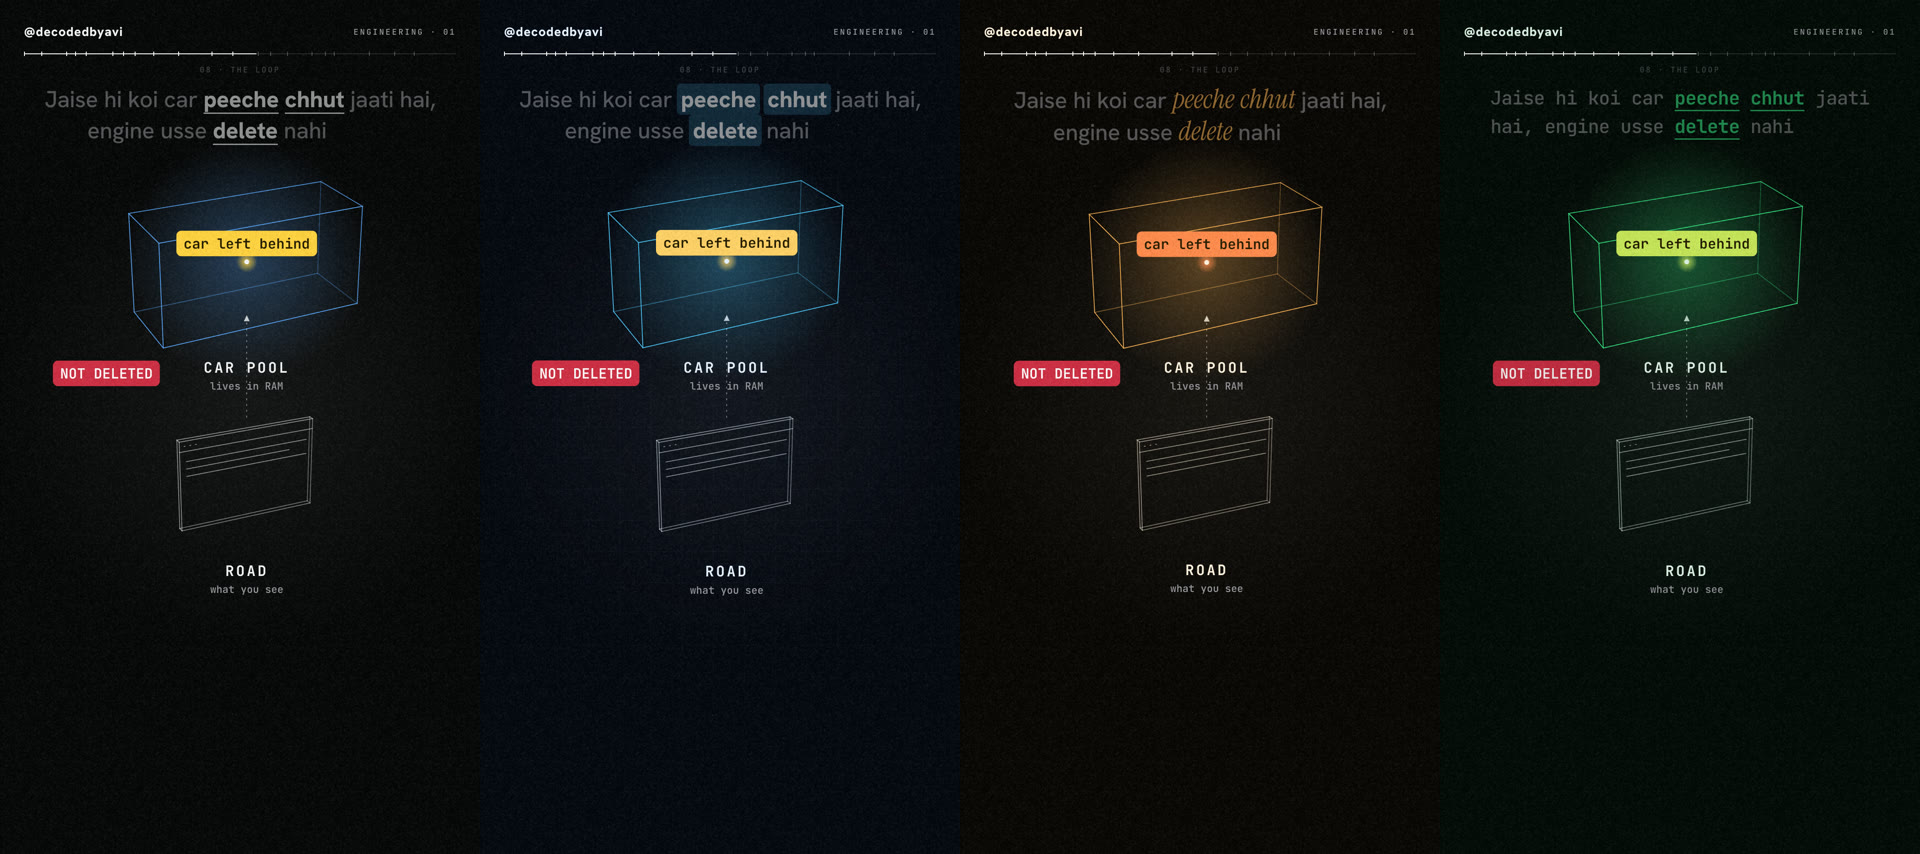 @decodedbyavi
ENGINEERING · 01
08 · THE LOOP
Jaise hi koi car peeche chhut jaati hai,
engine usse delete nahi
car left behind
NOT DELETED
CAR POOL
lives in RAM
ROAD
what you see
@decodedbyavi
ENGINEERING · 01
08 · THE LOOP
Jaise hi koi car peeche chhut jaati hai,
engine usse delete nahi
car left behind
NOT DELETED
CAR POOL
lives in RAM
ROAD
what you see
@decodedbyavi
ENGINEERING · 01
08 · THE LOOP
Jaise hi koi car peeche chhut jaati hai,
engine usse delete nahi
car left behind
NOT DELETED
CAR POOL
lives in RAM
ROAD
what you see
@decodedbyavi
ENGINEERING · 01
08 · THE LOOP
Jaise hi koi car peeche chhut jaati
hai, engine usse delete nahi
car left behind
NOT DELETED
CAR POOL
lives in RAM
ROAD
what you see